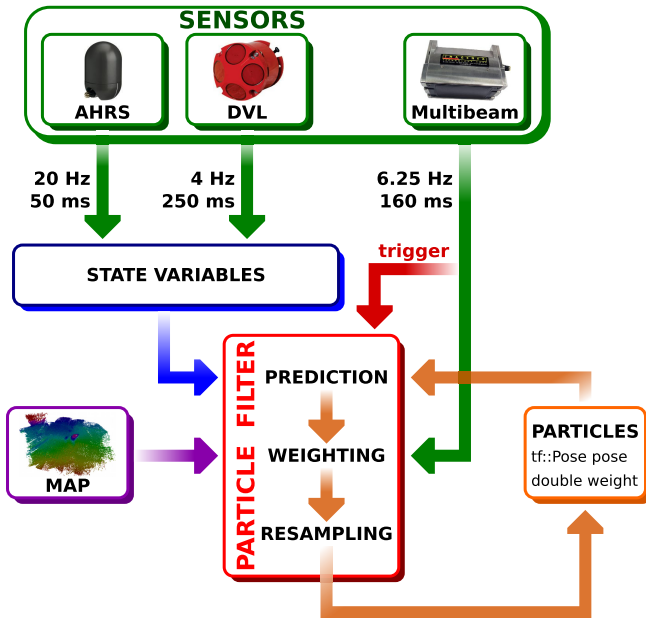 SENSORS
AHRS
DVL
Multibeam
20 Hz
50 ms
4 Hz
250 ms
6.25 Hz
160 ms
trigger
STATE VARIABLES
PARTICLE FILTER
PREDICTION
WEIGHTING
RESAMPLING
MAP
PARTICLES
tf::Pose pose
double weight